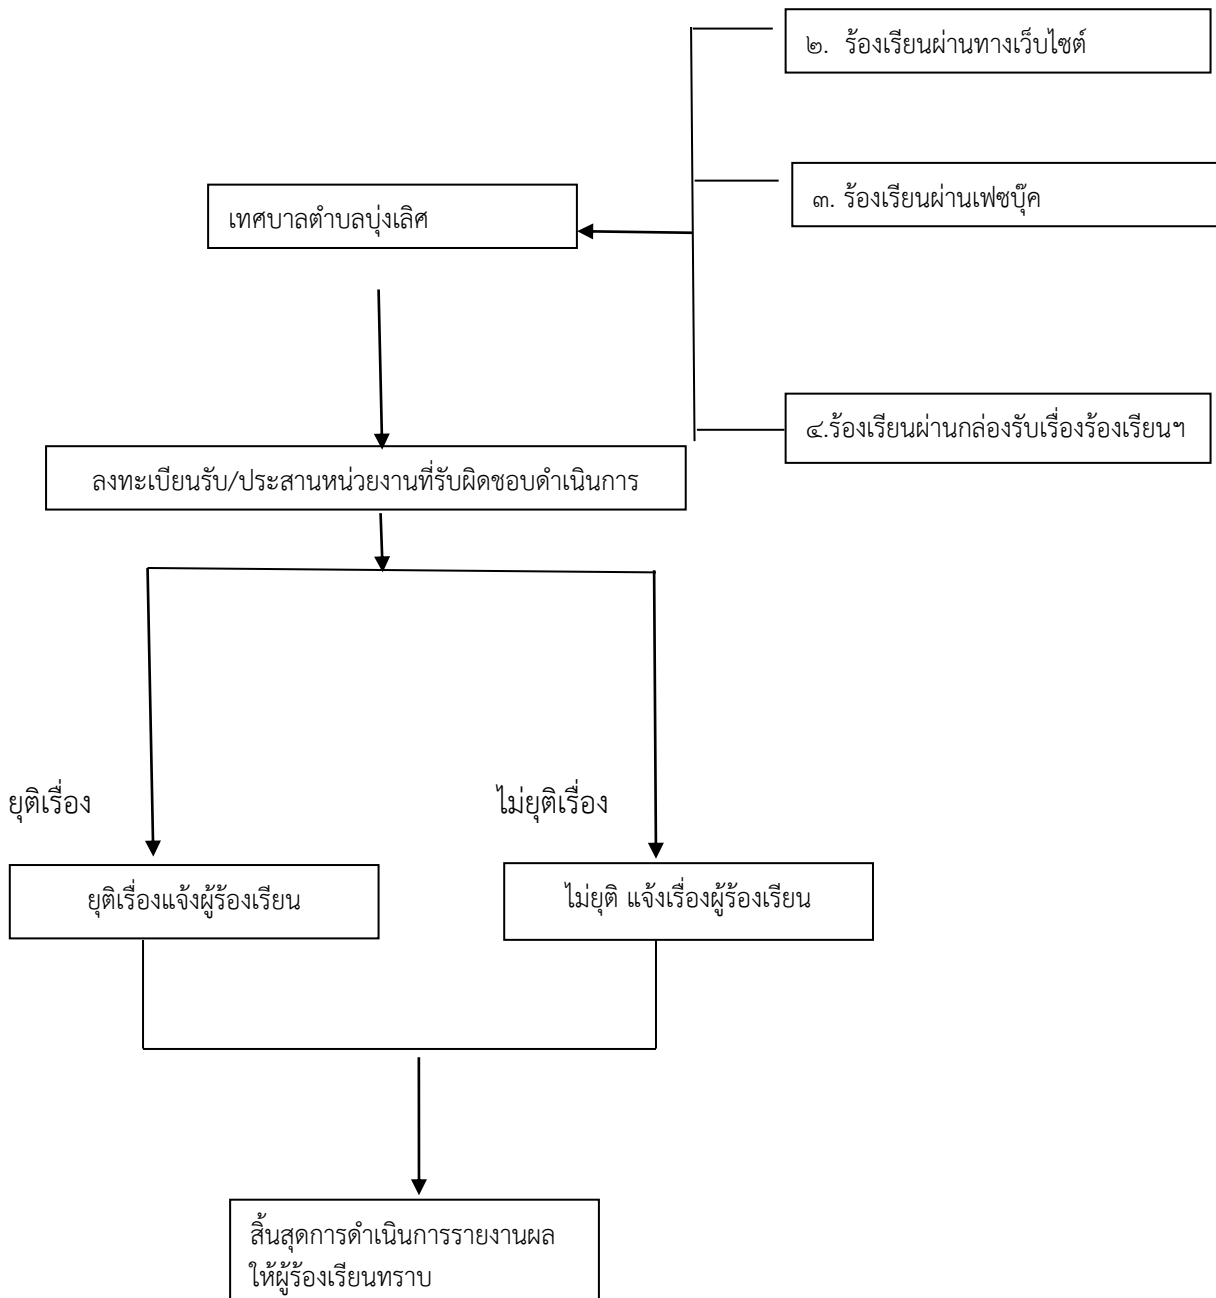 ๒. ร้องเรียนผ่านทางเว็บไซต์
๓. ร้องเรียนผ่านเฟซบุ๊ค
เทศบาลตำบลบุ่งเลิศ
๔.ร้องเรียนผ่านกล่องรับเรื่องร้องเรียนฯ
ลงทะเบียนรับ/ประสานหน่วยงานที่รับผิดชอบดำเนินการ
ยุติเรื่อง
ไม่ยุติเรื่อง
ยุติเรื่องแจ้งผู้ร้องเรียน
ไม่ยุติ แจ้งเรื่องผู้ร้องเรียน
สิ้นสุดการดำเนินการรายงานผล
ให้ผู้ร้องเรียนทราบ